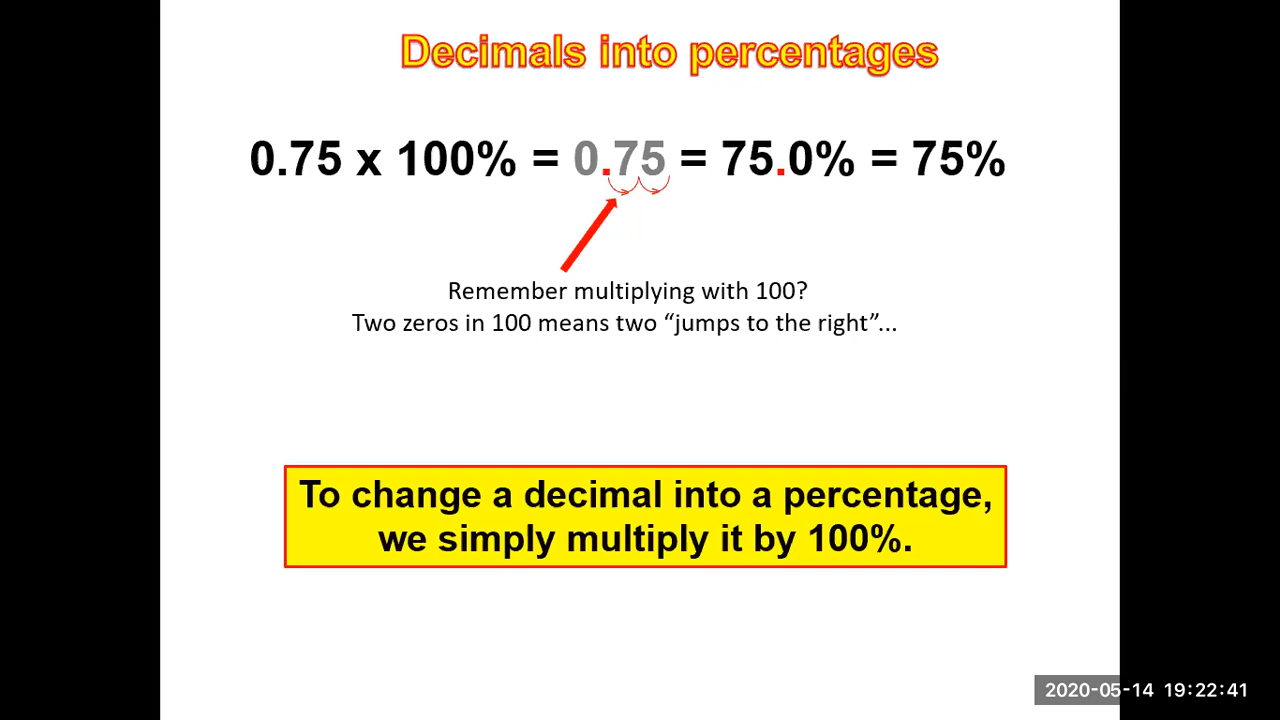 Decimals into percentages
0.75 x 100% = 0.75 = 75.0% = 75%
Remember multiplying with 100?
Two zeros in 100 means two “jumps to the right”...
To change a decimal into a percentage,
we simply multiply it by 100%.
2020-05-14 19:22:41